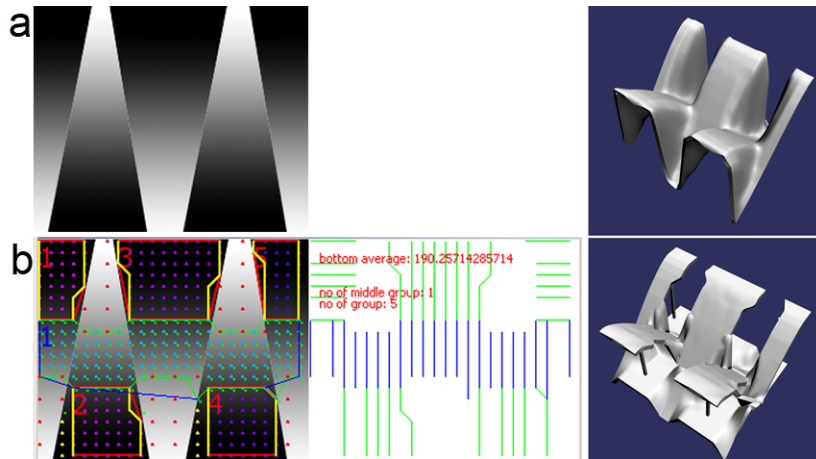 a
b
1
3
5
1
2
4
bottom average: 190.25714285714
no of middle group: 1
no of group: 5